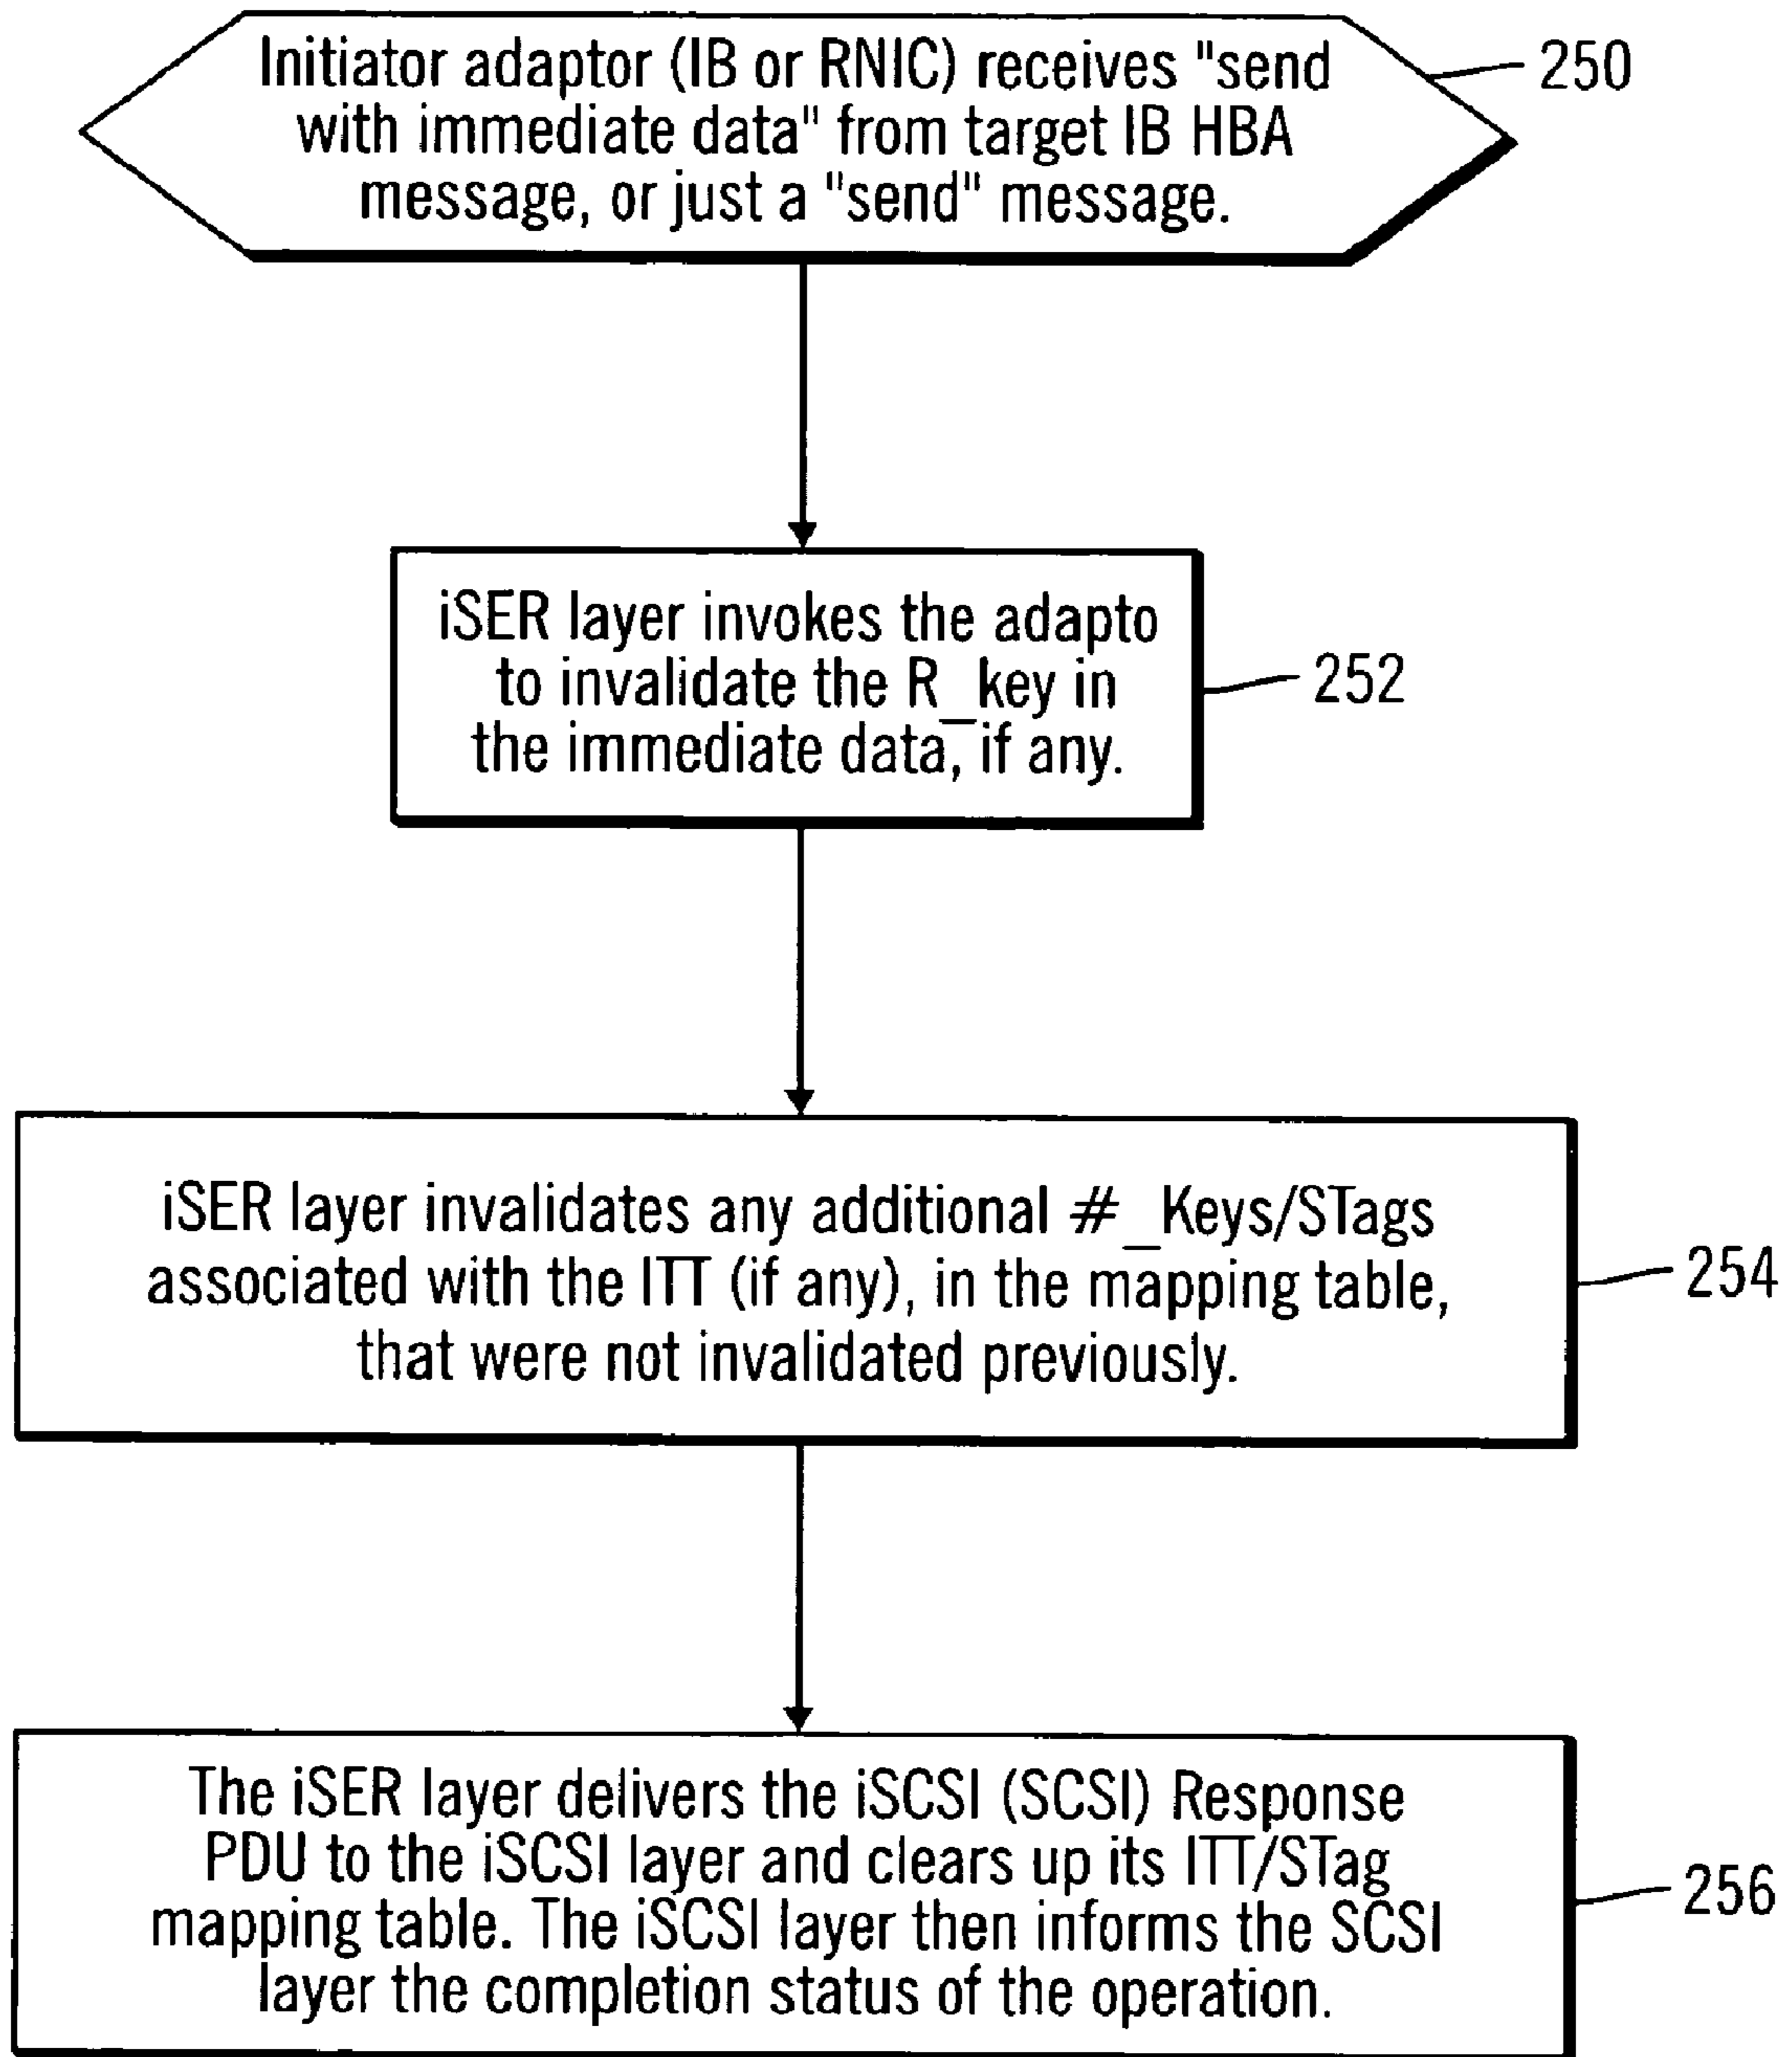 Initiator adaptor (IB or RNIC) receives "send
with immediate data" from target IB HBA
message, or just a "send" message.
250
iSER layer invokes the adapto
to invalidate the R_key in
the immediate data, if any.
252
iSER layer invalidates any additional #_Keys/STags
associated with the ITT (if any), in the mapping table,
that were not invalidated previously.
254
The iSER layer delivers the iSCSI (SCSI) Response
PDU to the iSCSI layer and clears up its ITT/STag
mapping table. The iSCSI layer then informs the SCSI
layer the completion status of the operation.
256